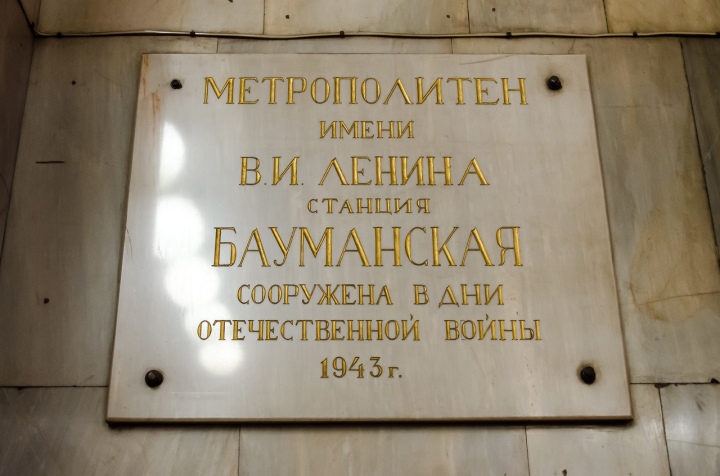 МЕТРОПОЛИТЕН
ИМЕНИ
В.И. ЛЕНИНА
СТАНЦИЯ
БАУМАНСКАЯ
СООРУЖЕНА В ДНИ
ОТЕЧЕСТВЕННОЙ ВОЙНЫ
1943 г.